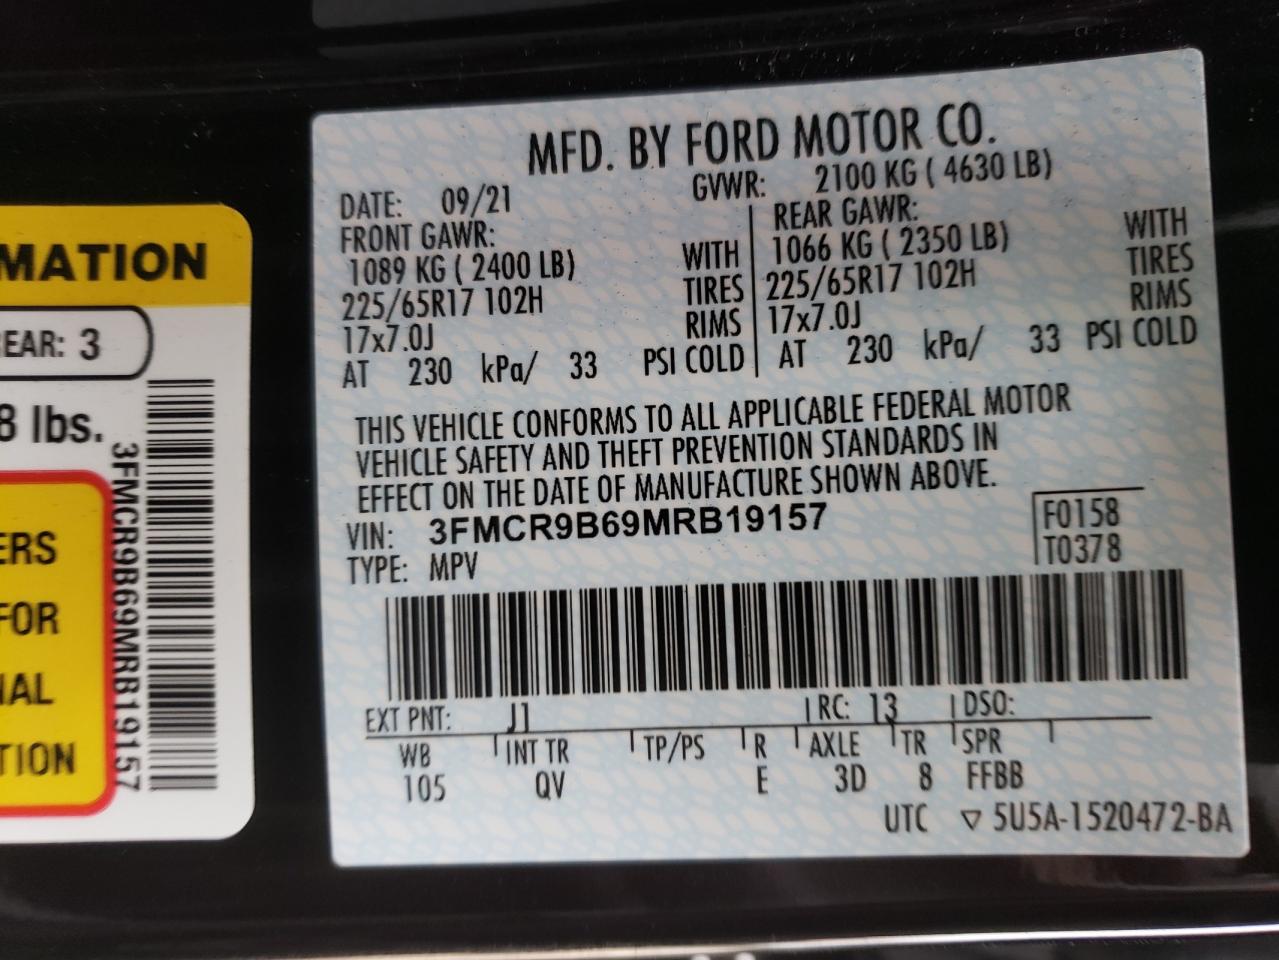 MATION
EAR: 3
8 lbs.
ERS
FOR
NAL
TION
3FMCR9B69MRB19157
MFD. BY FORD MOTOR CO.
DATE: 09/21 GVWR: 2100 KG ( 4630 LB)
FRONT GAWR: REAR GAWR:
1089 KG ( 2400 LB) WITH 1066 KG ( 2350 LB) WITH
225/65R17 102H TIRES 225/65R17 102H TIRES
17x7.0J RIMS 17x7.0J RIMS
AT 230 kPa/ 33 PSI COLD AT 230 kPa/ 33 PSI COLD
THIS VEHICLE CONFORMS TO ALL APPLICABLE FEDERAL MOTOR
VEHICLE SAFETY AND THEFT PREVENTION STANDARDS IN
EFFECT ON THE DATE OF MANUFACTURE SHOWN ABOVE.
VIN: 3FMCR9B69MRB19157 F0158
TYPE: MPV T0378
EXT PNT: J1 RC: 13 DSO:
WB INT TR TP/PS R AXLE TR SPR
105 QV E 3D 8 FFBB
UTC ▽ 5U5A-1520472-BA